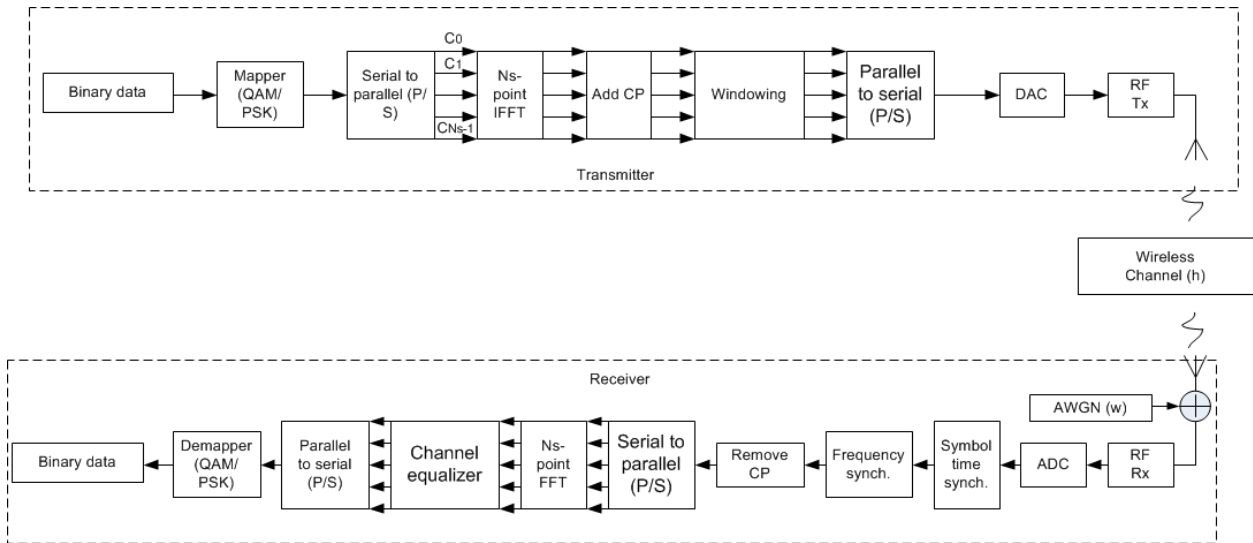 Binary data
Mapper
(QAM/
PSK)
Serial to
parallel (P/
S)
C0
C1
CNs-1
Ns-
point
IFFT
Add CP
Windowing
Parallel
to serial
(P/S)
DAC
RF
Tx
Transmitter
Wireless
Channel (h)
Receiver
AWGN (w)
Binary data
Demapper
(QAM/
PSK)
Parallel
to serial
(P/S)
Channel
equalizer
Ns-
point
FFT
Serial to
parallel
(P/S)
Remove
CP
Frequency
synch.
Symbol
time
synch.
ADC
RF
Rx